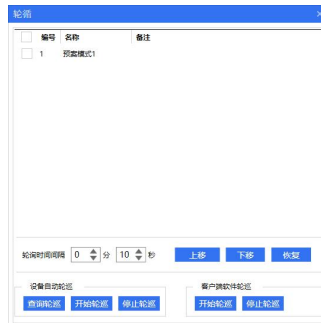 轮循
编号 名称 备注
1 预案模式1
轮询时间间隔 0 分 10 秒 上移 下移 恢复
设备自动轮巡 客户端软件轮巡
查询轮巡 开始轮巡 停止轮巡 开始轮巡 停止轮巡